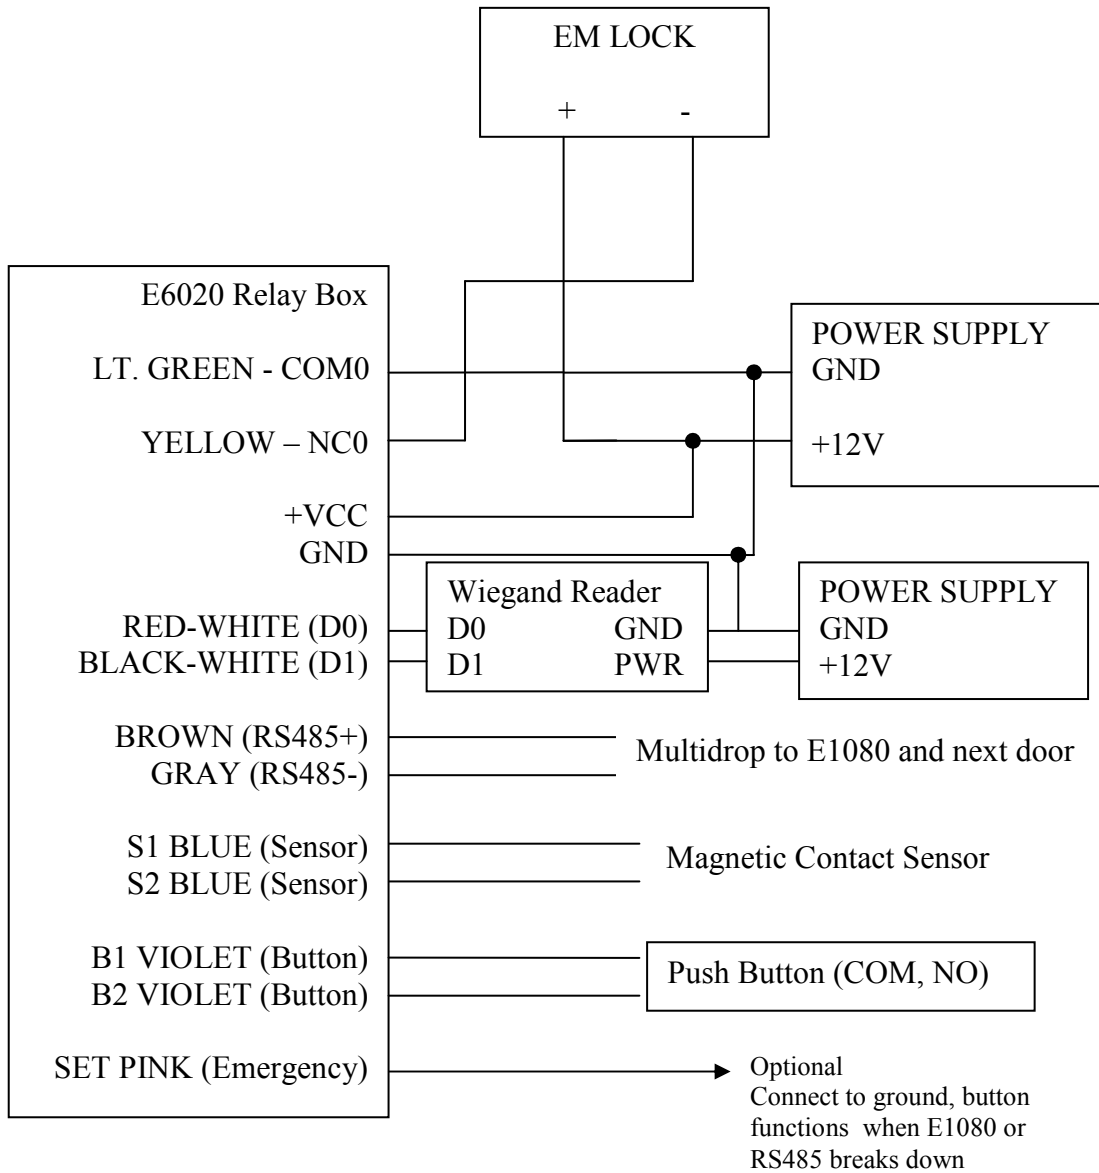 EM LOCK
+ -
E6020 Relay Box
LT. GREEN - COM0
YELLOW – NC0
+VCC
GND
RED-WHITE (D0)
BLACK-WHITE (D1)
BROWN (RS485+)
GRAY (RS485-)
S1 BLUE (Sensor)
S2 BLUE (Sensor)
B1 VIOLET (Button)
B2 VIOLET (Button)
SET PINK (Emergency)
POWER SUPPLY
GND
+12V
Wiegand Reader
D0 GND
D1 PWR
POWER SUPPLY
GND
+12V
Multidrop to E1080 and next door
Magnetic Contact Sensor
Push Button (COM, NO)
Optional
Connect to ground, button
functions when E1080 or
RS485 breaks down